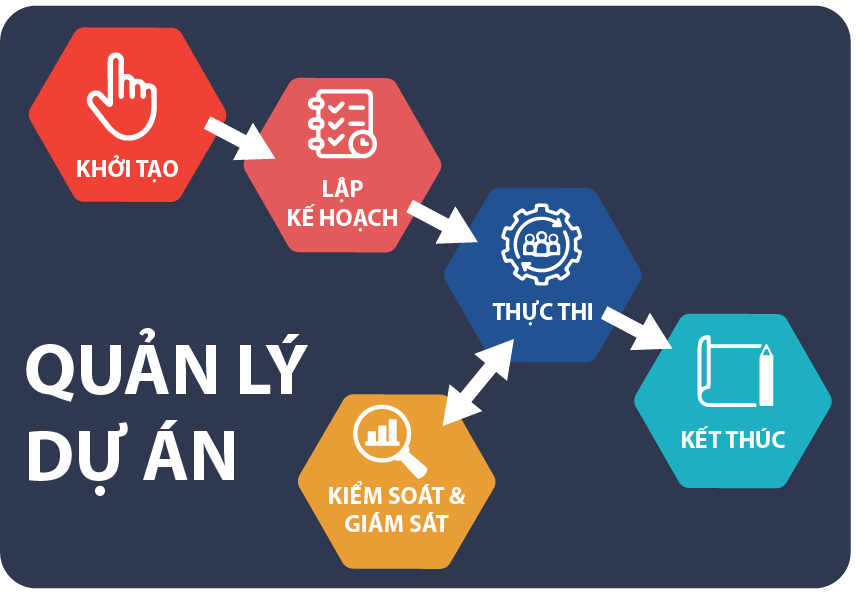 KHỞI TẠO
LẬP
KẾ HOẠCH
THỰC THI
KẾT THÚC
QUẢN LÝ
DỰ ÁN
KIỂM SOÁT &
GIÁM SÁT